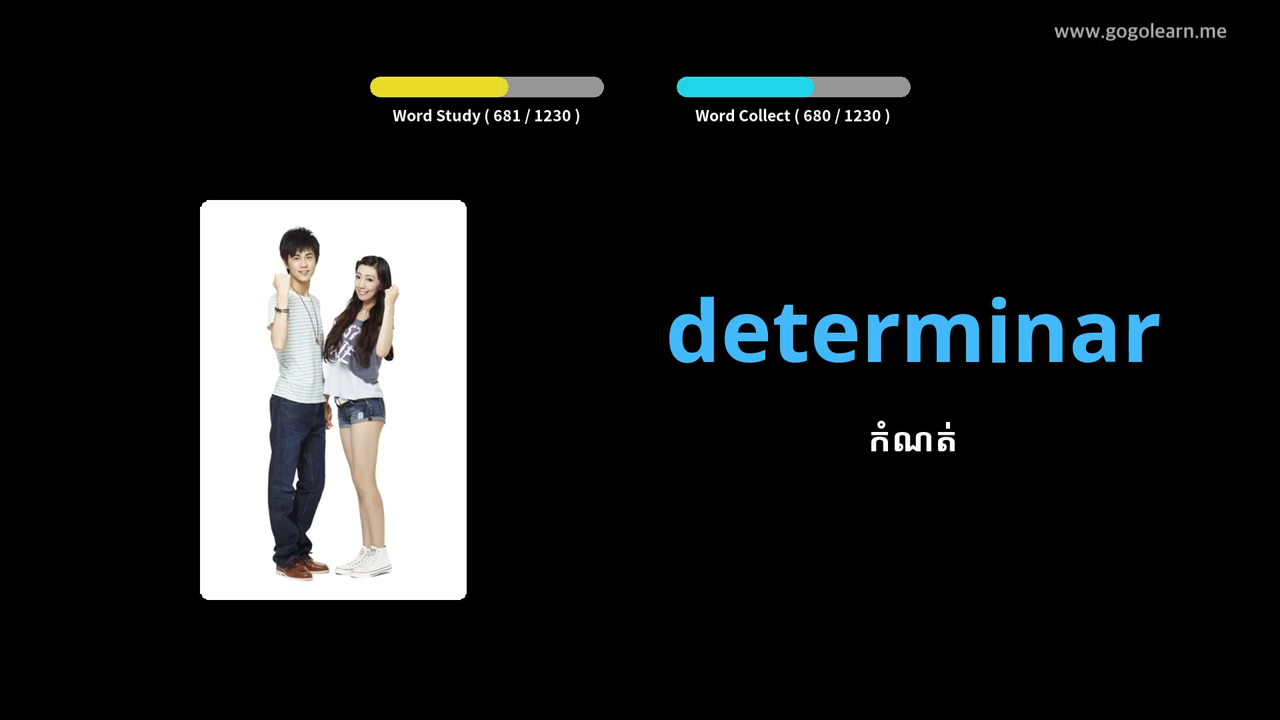 www.gogolearn.me
Word Study ( 681 / 1230 )
Word Collect ( 680 / 1230 )
determinar
កំណត់